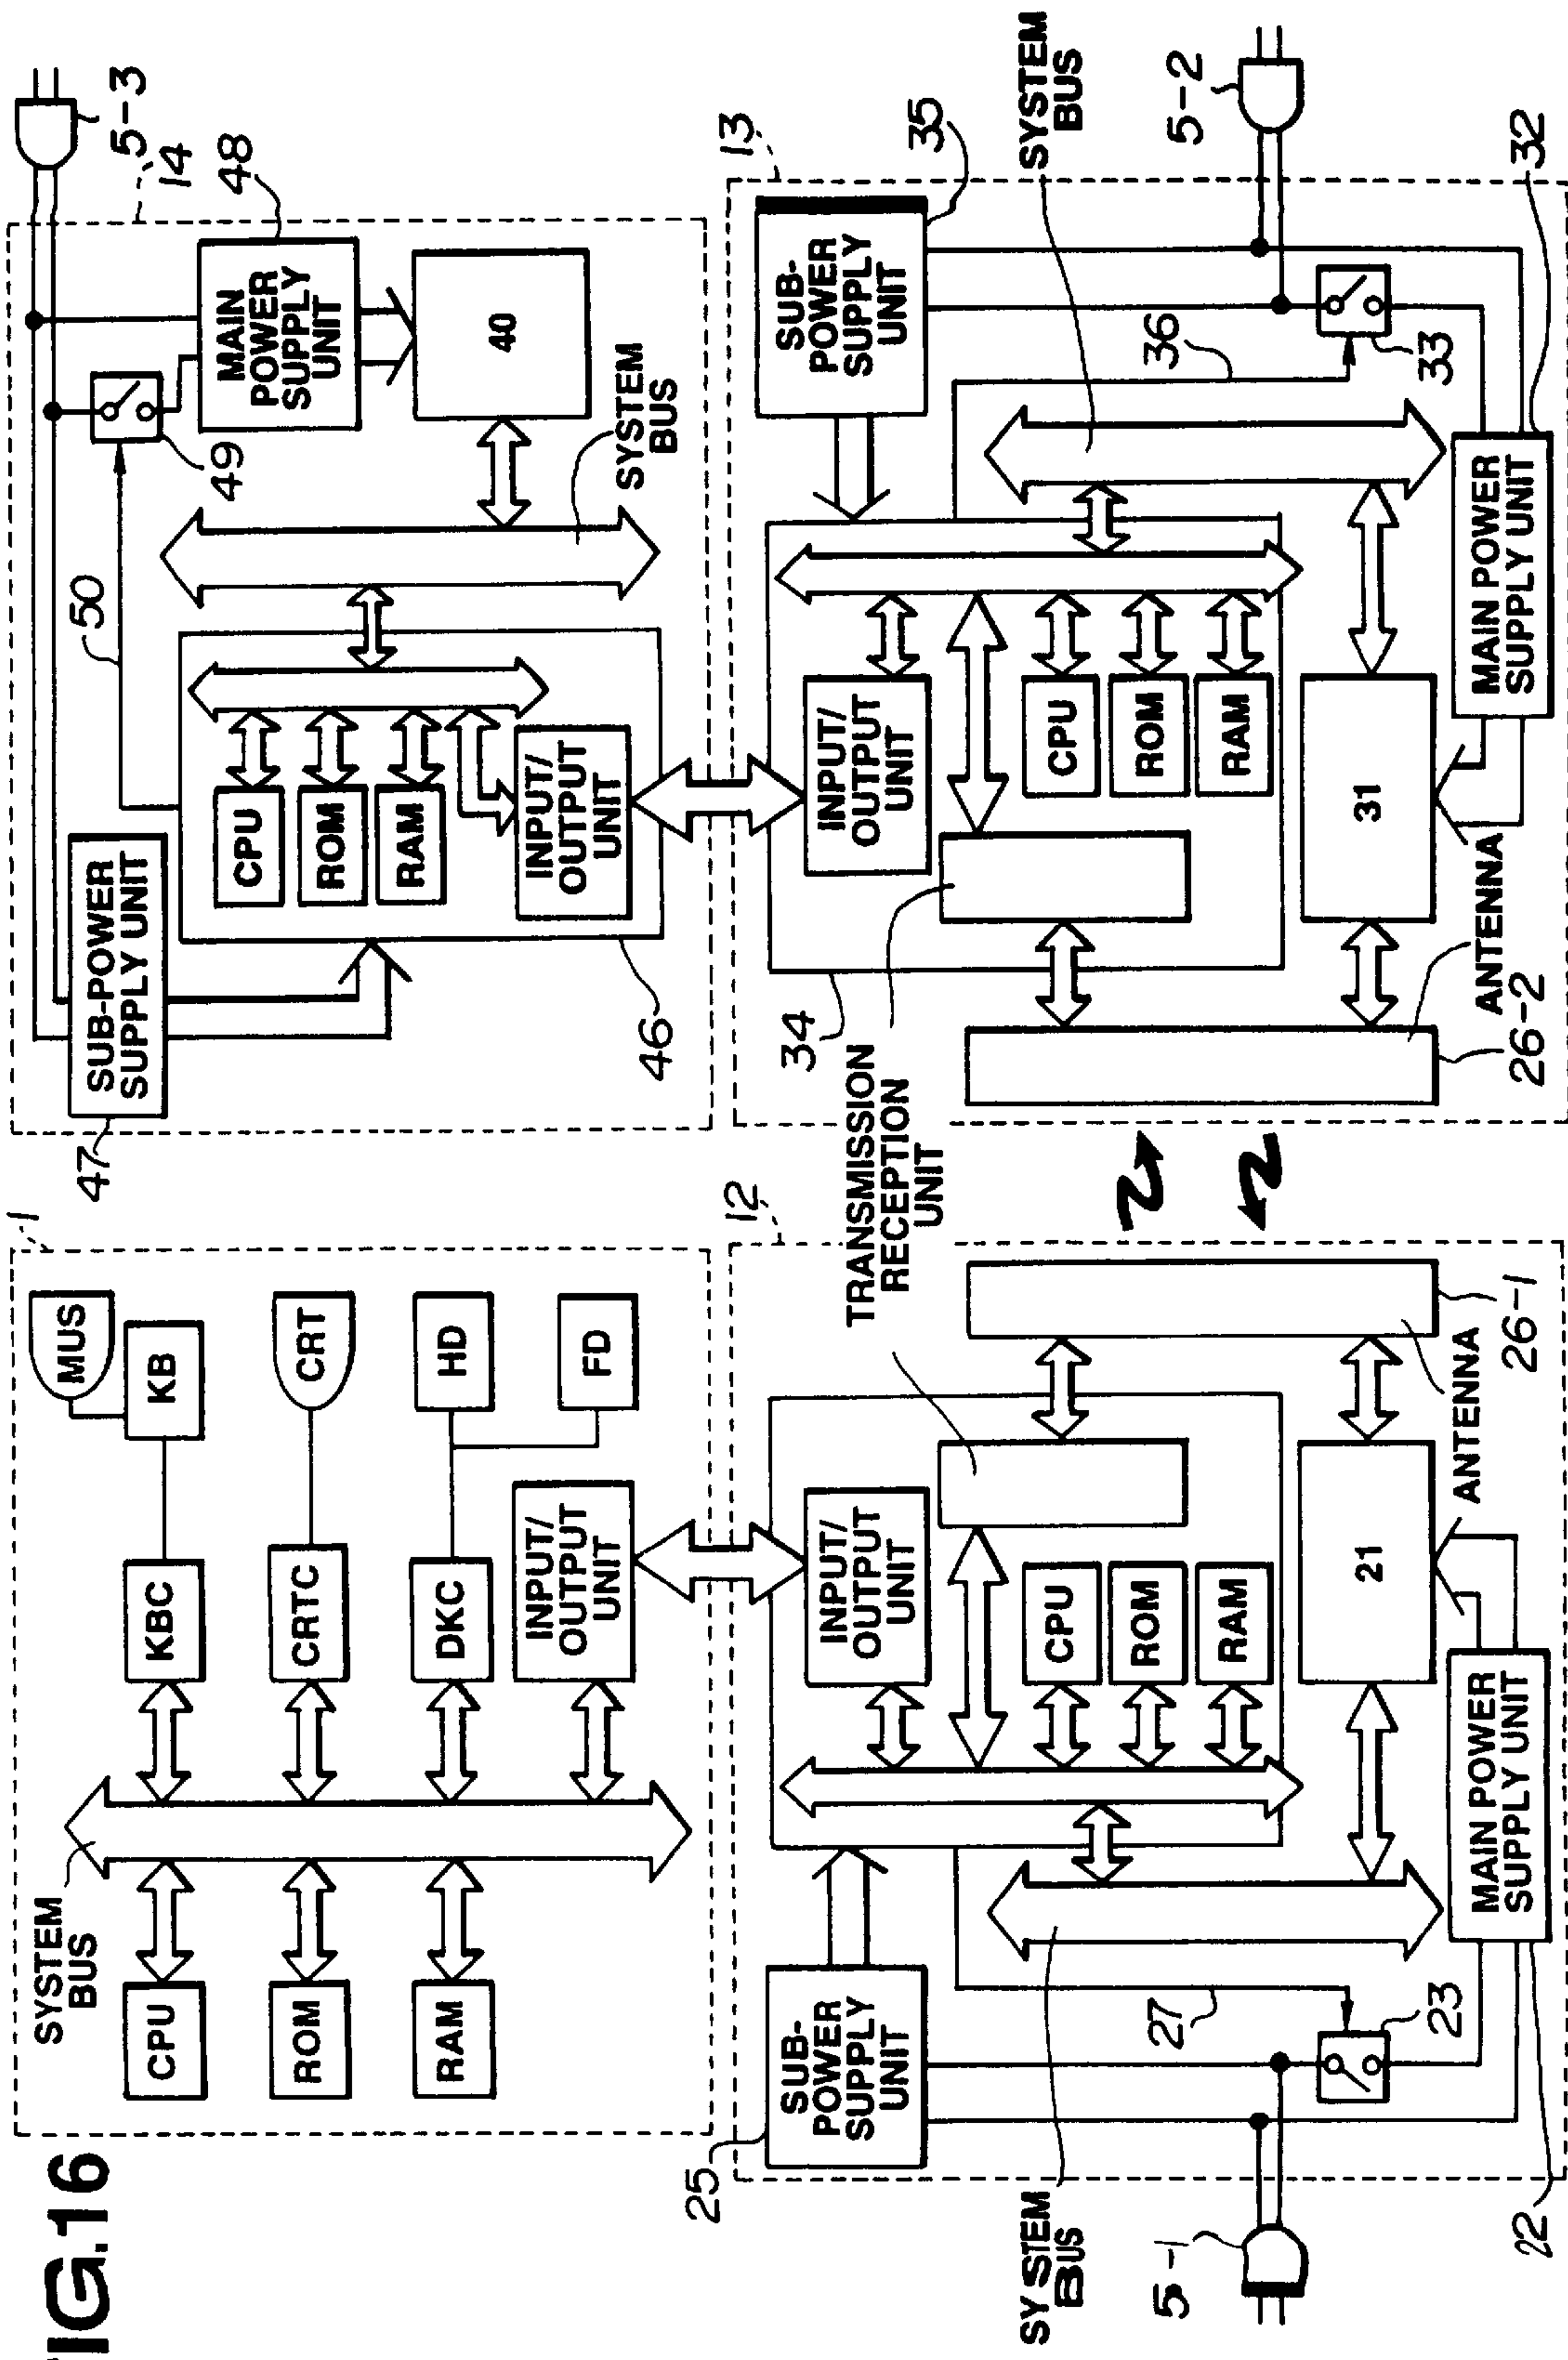 FIG.16
1
SYSTEM
BUS
CPU
ROM
RAM
KBC
CRTC
DKC
INPUT/
OUTPUT
UNIT
MUS
KB
CRT
HD
FD
47
SUB-POWER
SUPPLY UNIT
50
CPU
ROM
RAM
INPUT/
OUTPUT
UNIT
46
49
MAIN
POWER
SUPPLY
UNIT
40
SYSTEM
BUS
5-3
14
48
25
SUB-
POWER
SUPPLY
UNIT
12
INPUT/
OUTPUT
UNIT
CPU
ROM
RAM
TRANSMISSION
RECEPTION
UNIT
SYSTEM
BUS
27
23
5-1
22
MAIN POWER
SUPPLY UNIT
21
ANTENNA
26-1
34
INPUT/
OUTPUT
UNIT
CPU
ROM
RAM
13
SUB-
POWER
SUPPLY
UNIT
35
SYSTEM
BUS
36
33
5-2
32
MAIN POWER
SUPPLY UNIT
31
ANTENNA
26-2